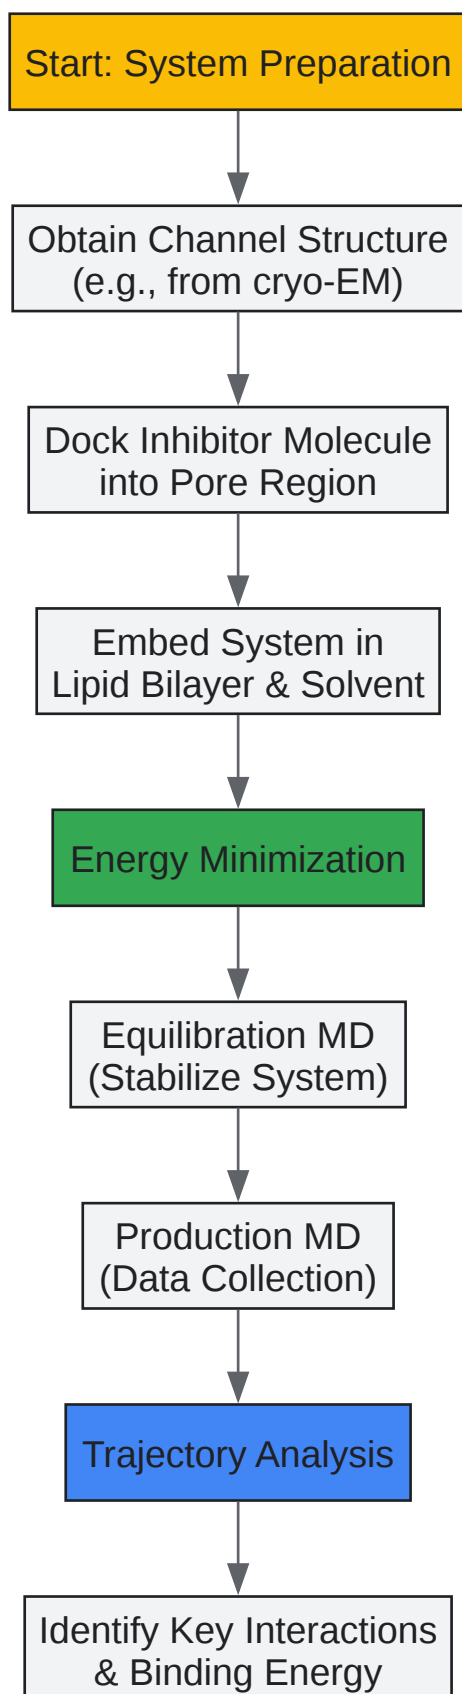 Start: System Preparation
Obtain Channel Structure
(e.g., from cryo-EM)
Dock Inhibitor Molecule
into Pore Region
Embed System in
Lipid Bilayer & Solvent
Energy Minimization
Equilibration MD
(Stabilize System)
Production MD
(Data Collection)
Trajectory Analysis
Identify Key Interactions
& Binding Energy